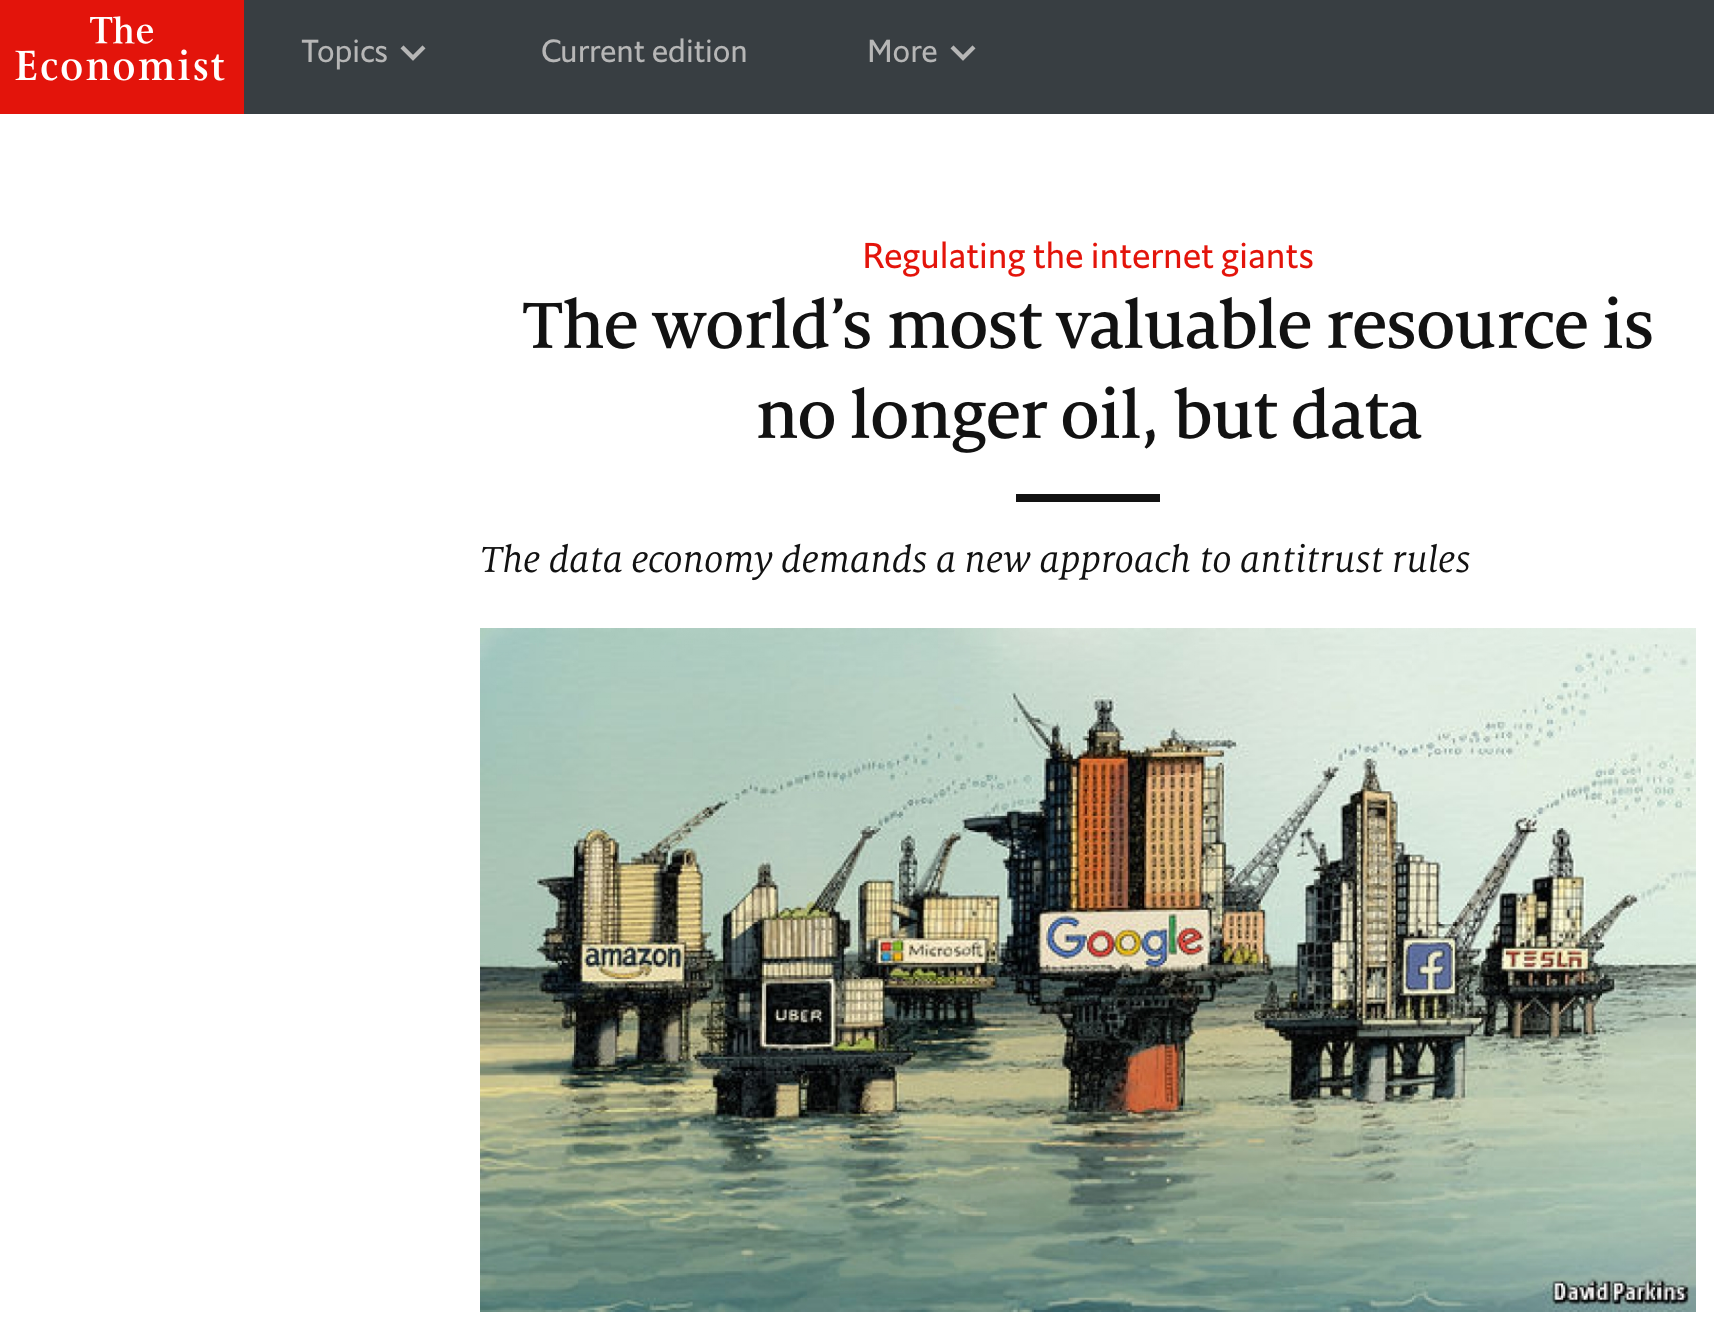 The
Economist
Topics
Current edition
More
Regulating the internet giants
The world’s most valuable resource is
no longer oil, but data
The data economy demands a new approach to antitrust rules
amazon
UBER
Microsoft
Google
f
TESLA
David Parkins